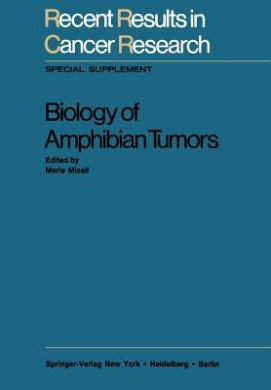 Recent Results in
Cancer Research
SPECIAL SUPPLEMENT
Biology of
Amphibian Tumors
Edited by
Merle Mizell
Springer-Verlag New York • Heidelberg • Berlin